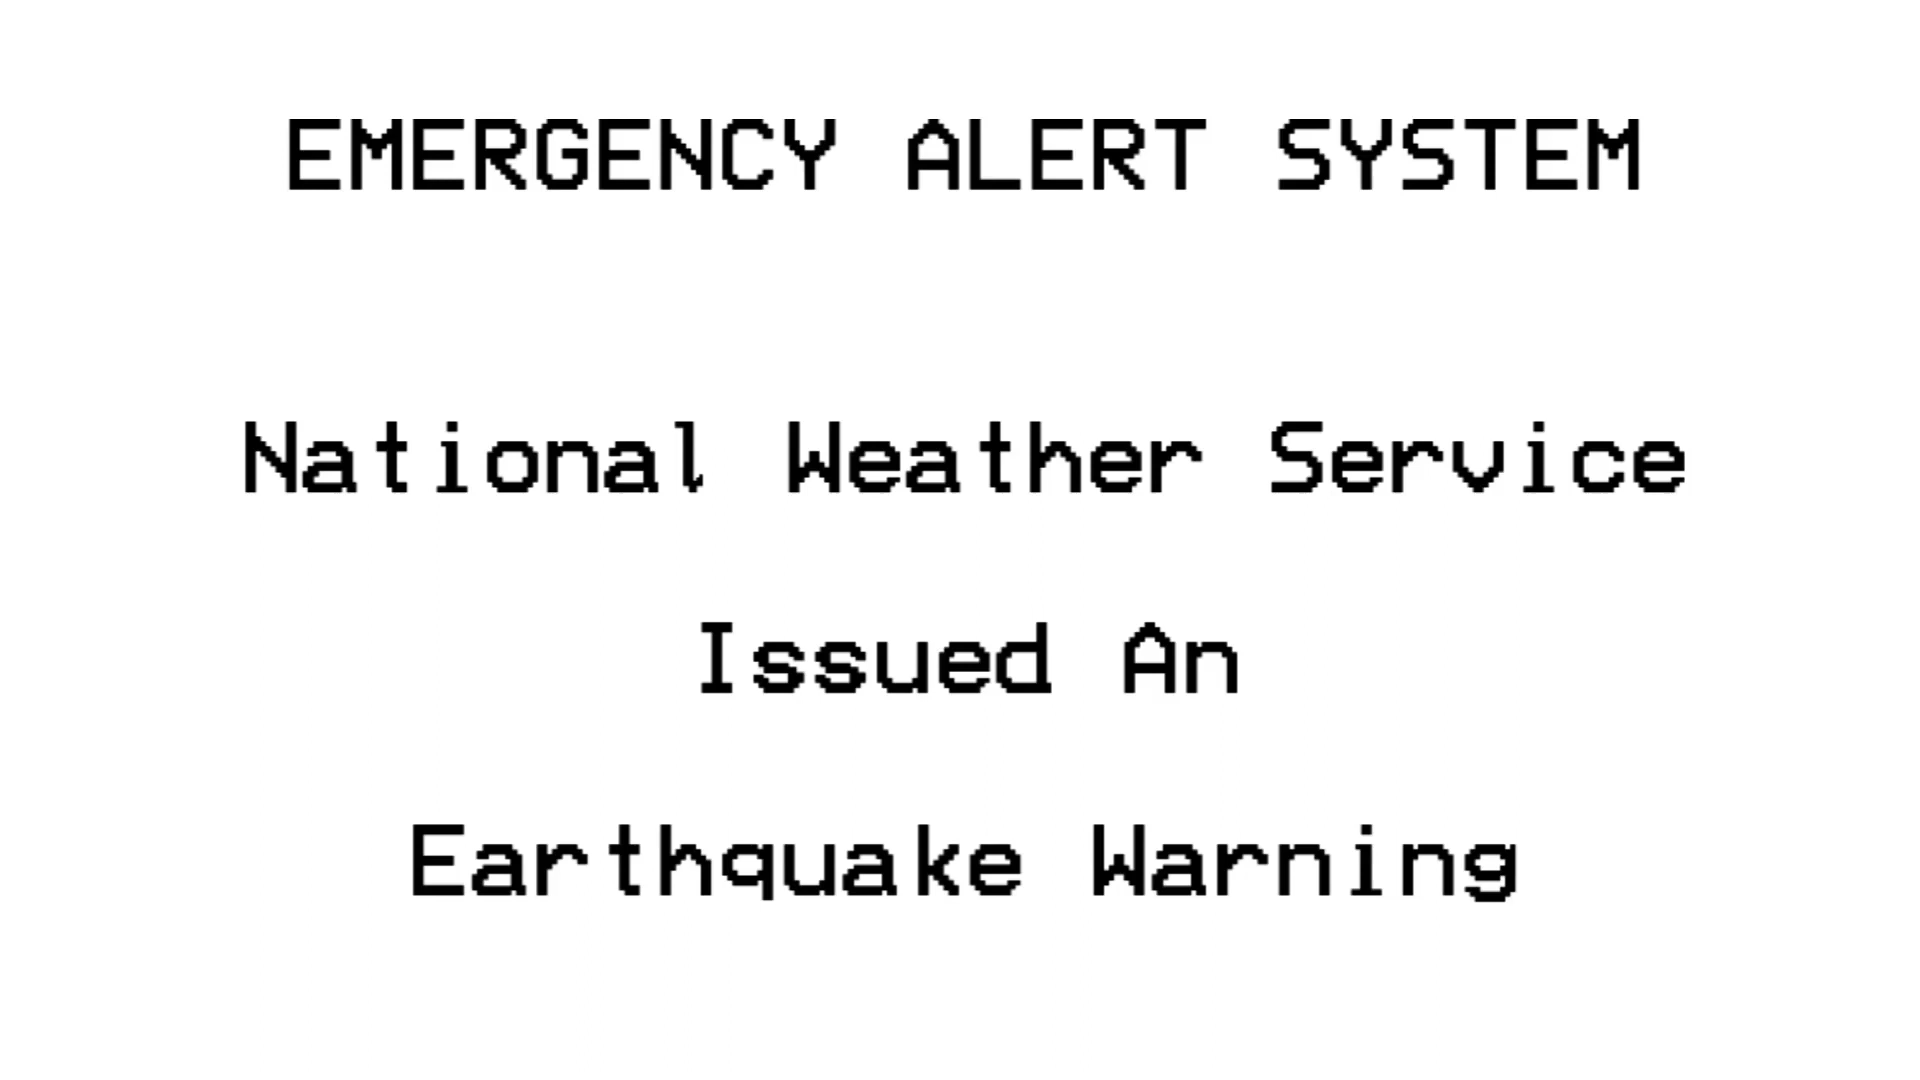 EMERGENCY ALERT SYSTEM
National Weather Service
Issued An
Earthquake Warning